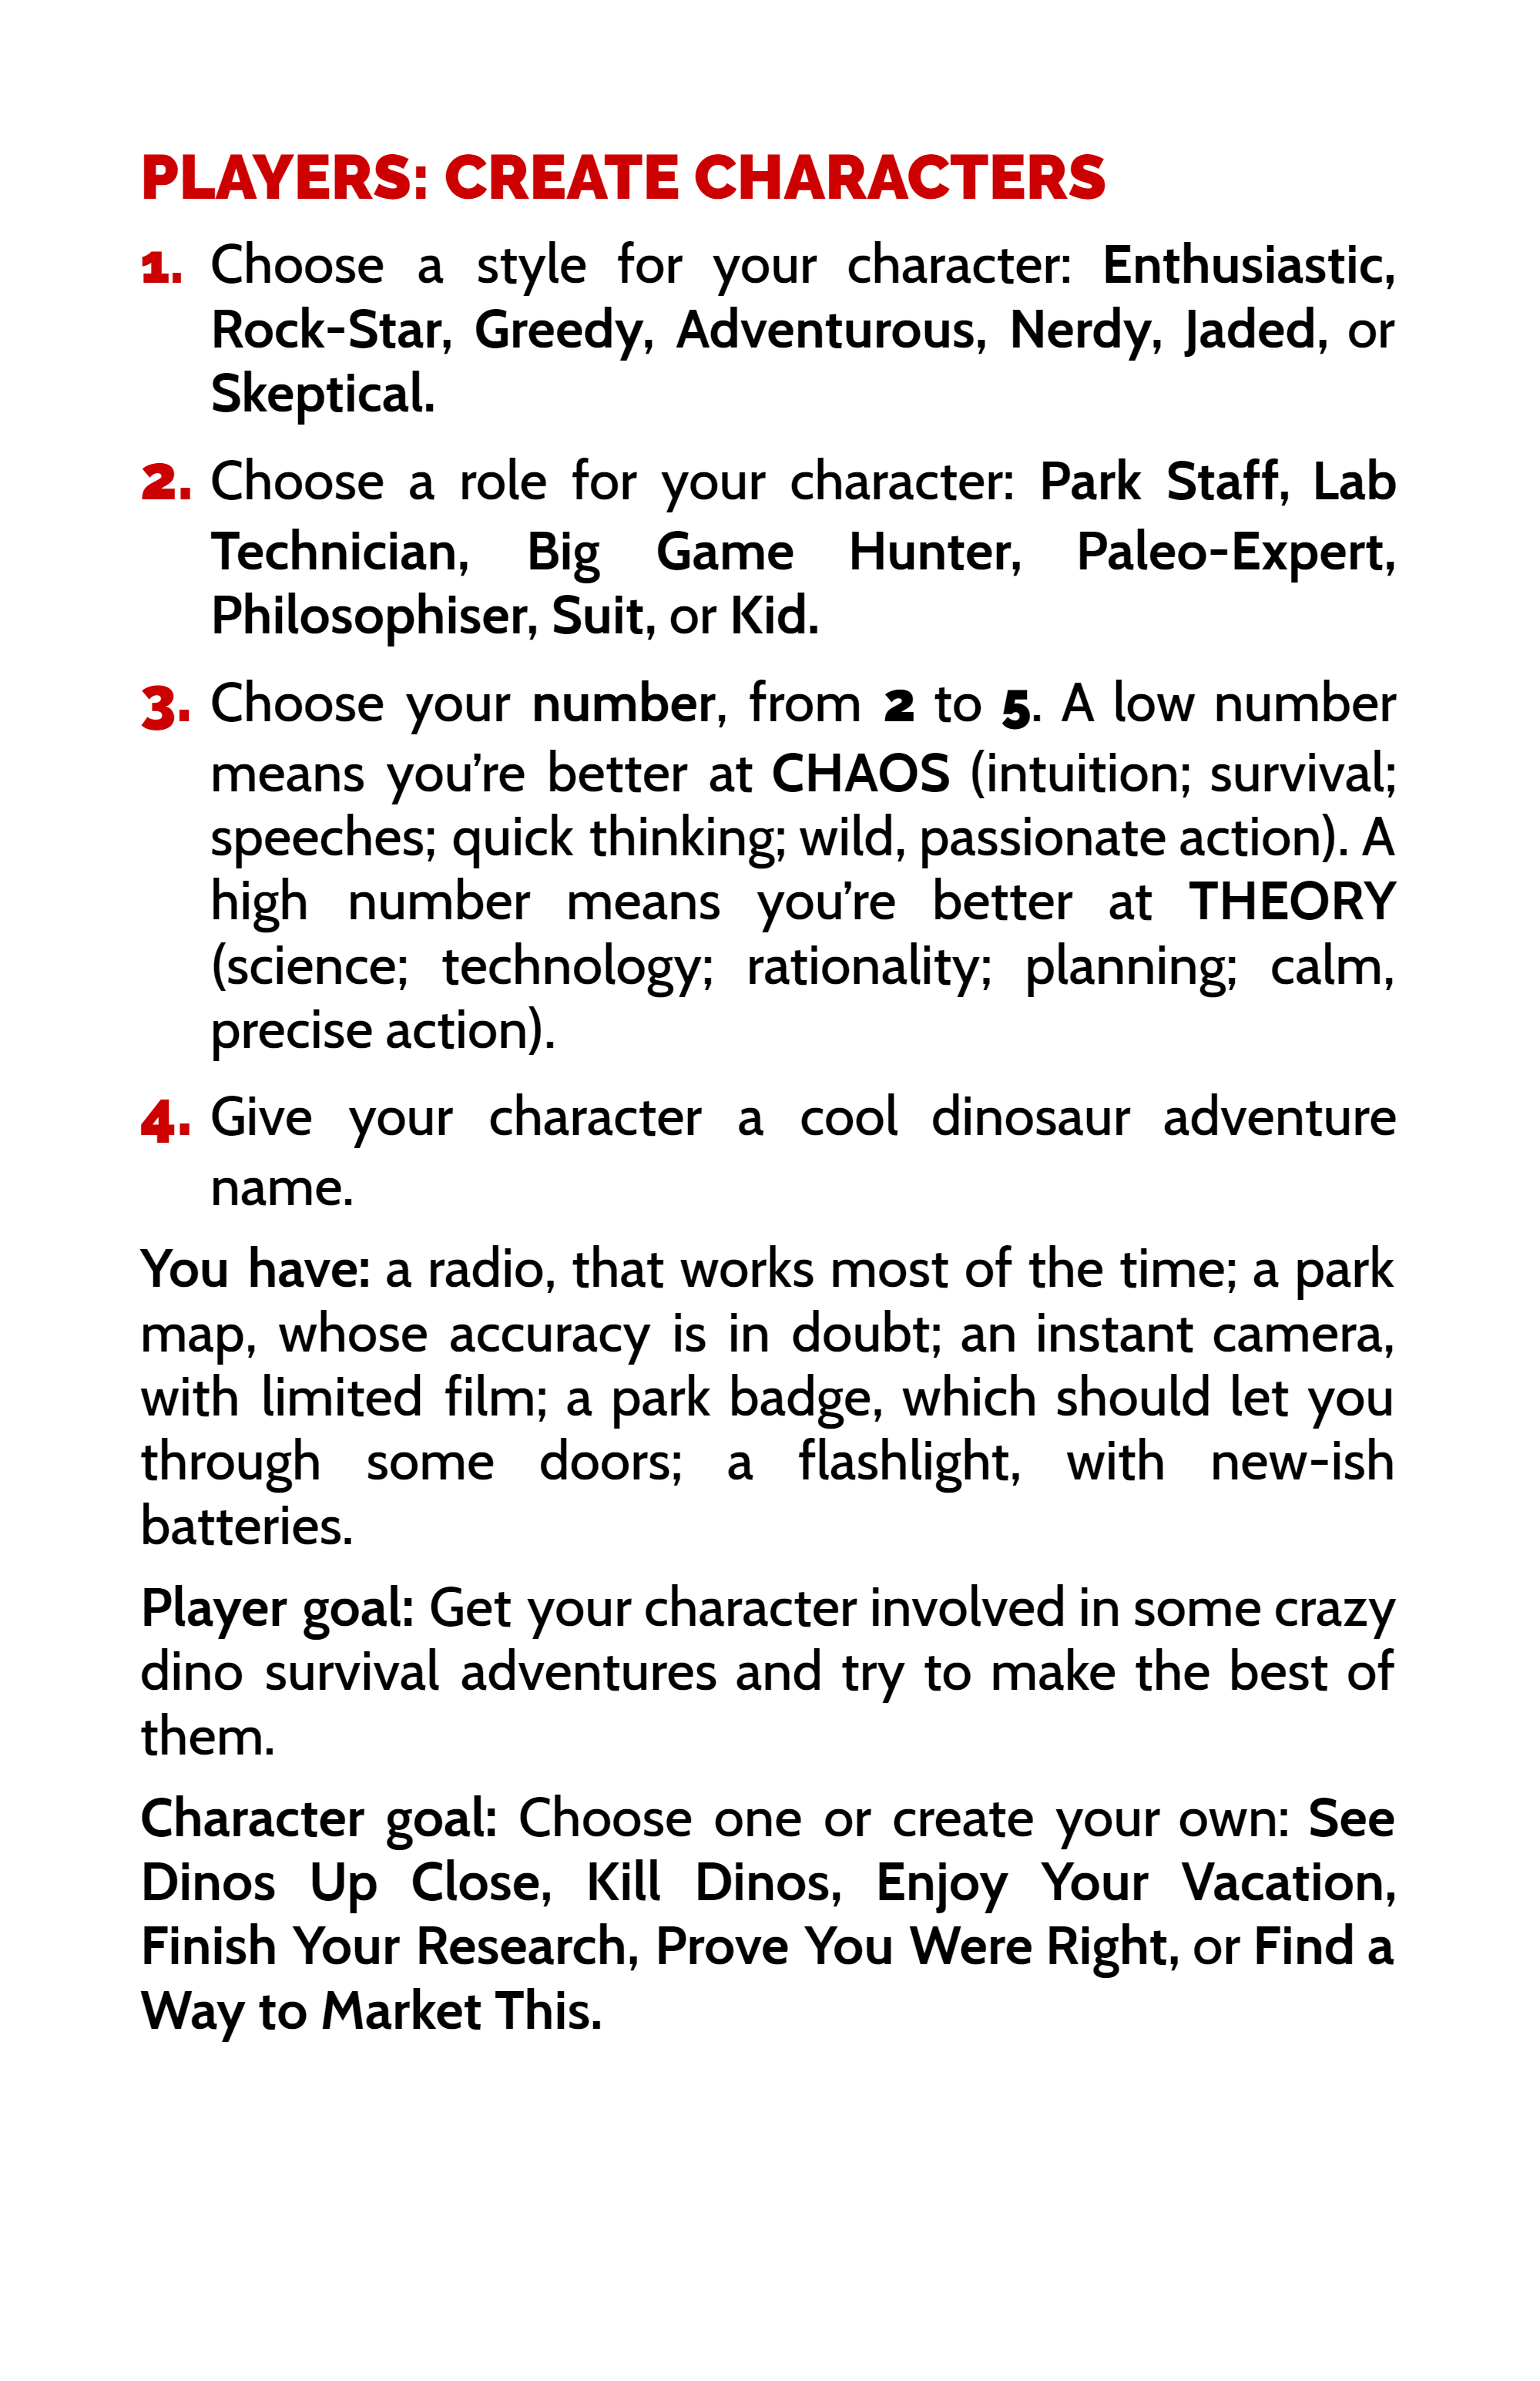 PLAYERS: CREATE CHARACTERS
1. Choose a style for your character: Enthusiastic,
Rock-Star, Greedy, Adventurous, Nerdy, Jaded, or
Skeptical.
2. Choose a role for your character: Park Staff, Lab
Technician, Big Game Hunter, Paleo-Expert,
Philosophiser, Suit, or Kid.
3. Choose your number, from 2 to 5. A low number
means you’re better at CHAOS (intuition; survival;
speeches; quick thinking; wild, passionate action). A
high number means you’re better at THEORY
(science; technology; rationality; planning; calm,
precise action).
4. Give your character a cool dinosaur adventure
name.
You have: a radio, that works most of the time; a park
map, whose accuracy is in doubt; an instant camera,
with limited film; a park badge, which should let you
through some doors; a flashlight, with new-ish
batteries.
Player goal: Get your character involved in some crazy
dino survival adventures and try to make the best of
them.
Character goal: Choose one or create your own: See
Dinos Up Close, Kill Dinos, Enjoy Your Vacation,
Finish Your Research, Prove You Were Right, or Find a
Way to Market This.